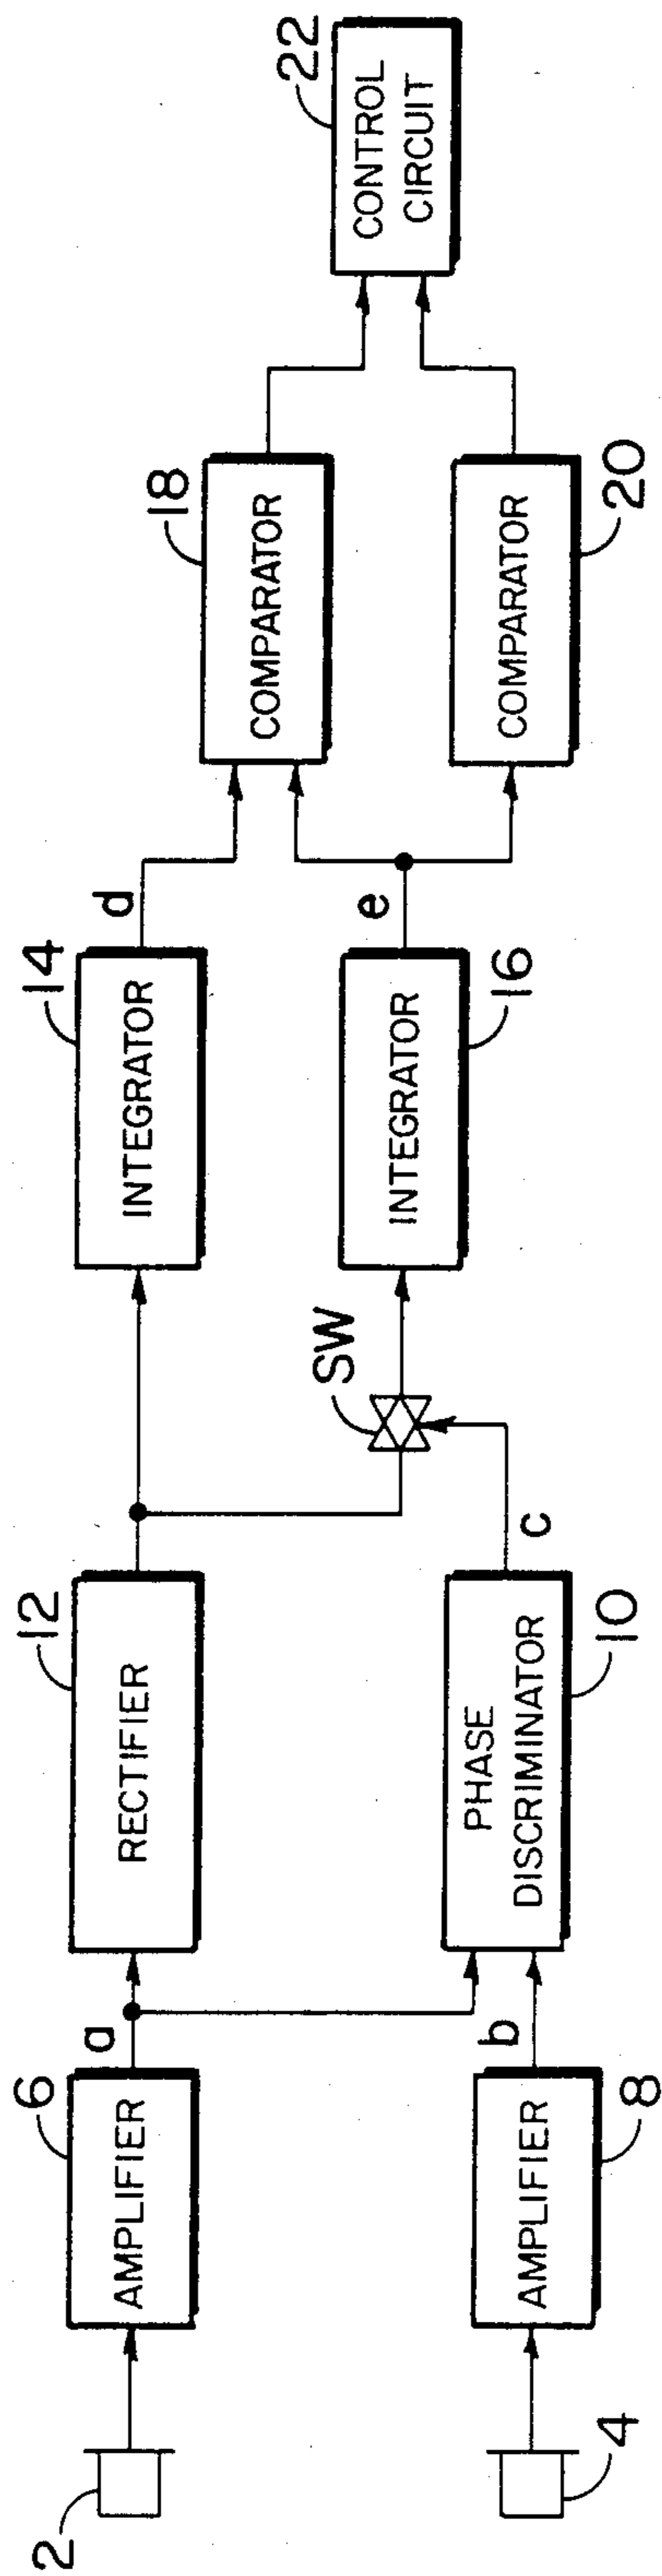 2
6
AMPLIFIER
a
12
RECTIFIER
14
INTEGRATOR
d
18
COMPARATOR
22
CONTROL
CIRCUIT
4
8
AMPLIFIER
b
10
PHASE
DISCRIMINATOR
c
SW
16
INTEGRATOR
e
20
COMPARATOR